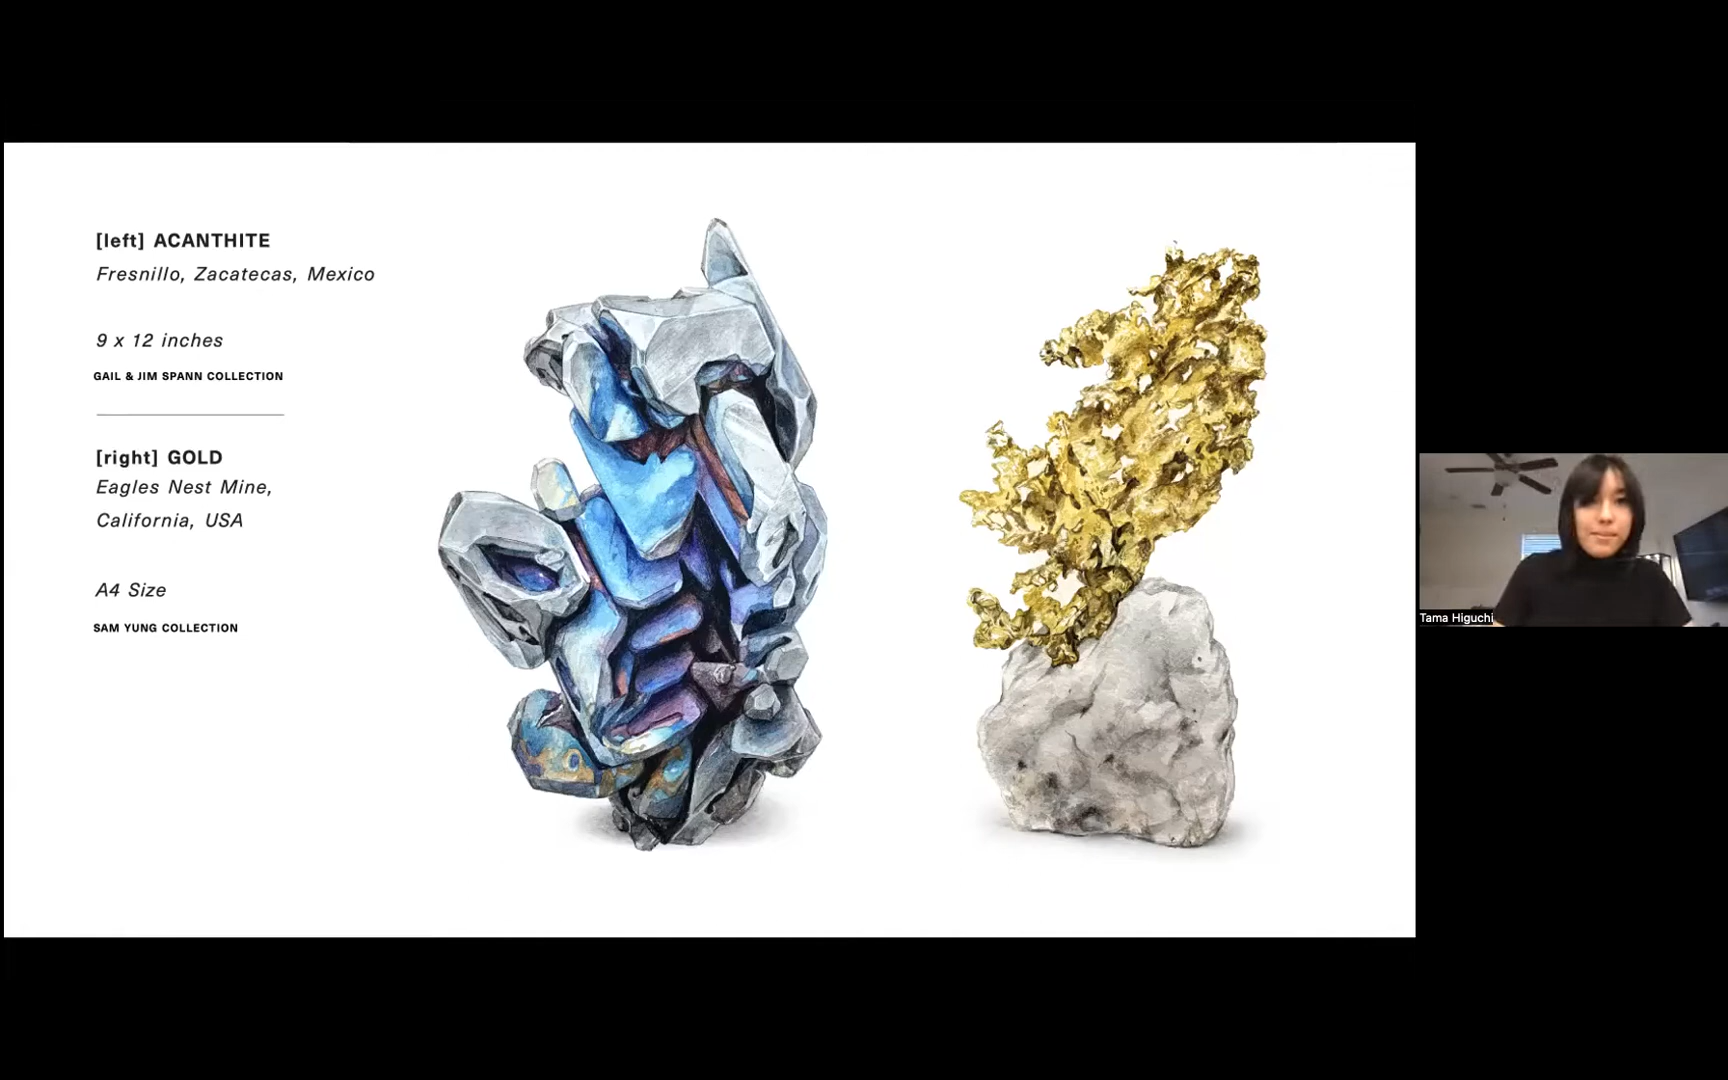 [left] ACANTHITE
Fresnillo, Zacatecas, Mexico
9 x 12 inches
GAIL & JIM SPANN COLLECTION
[right] GOLD
Eagles Nest Mine,
California, USA
A4 Size
SAM YUNG COLLECTION
Tama Higuchi